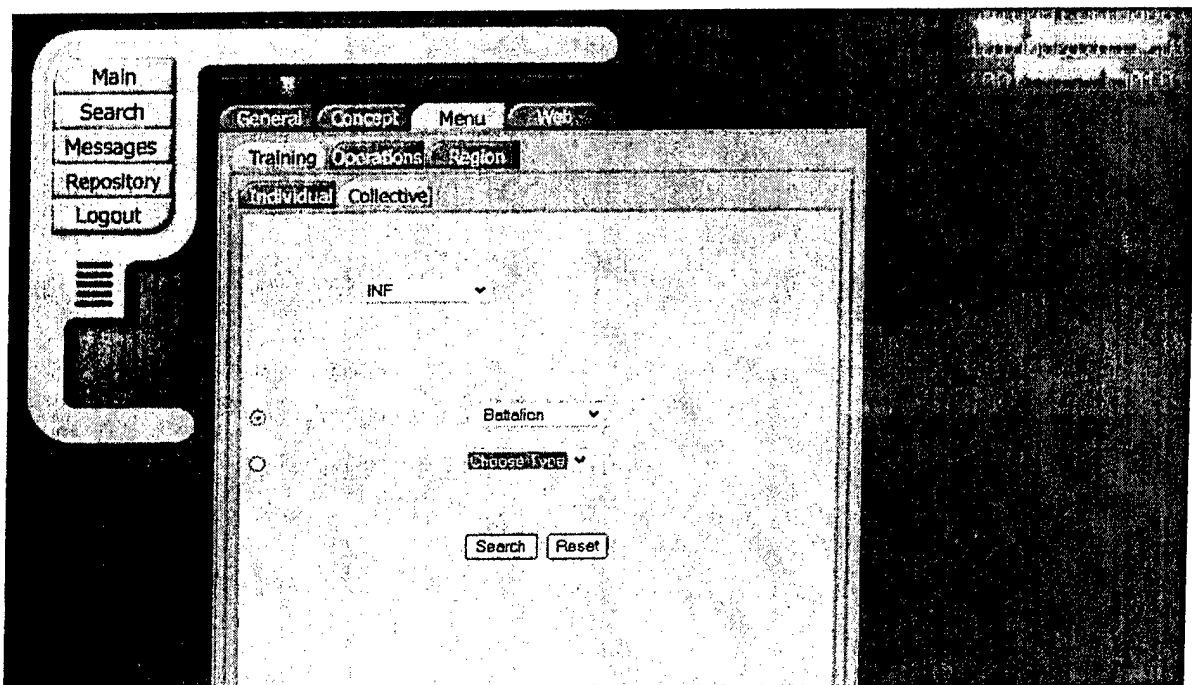 Main
Search
Messages
Repository
Logout
General Concept Menu Web
Training Operations Region
Individual Collective
INF
Battalion
Choose Type
Search Reset